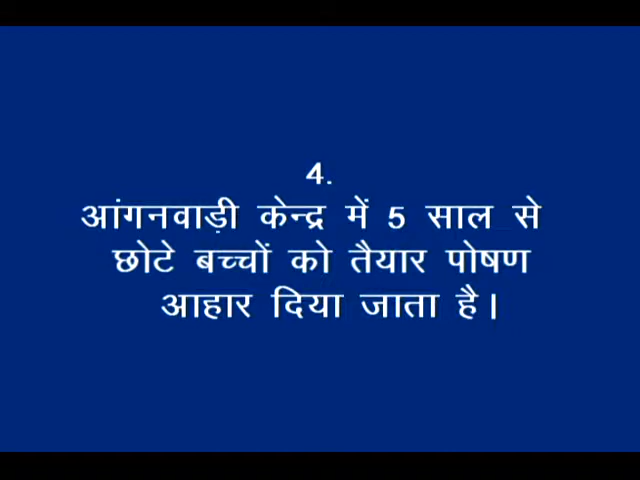 4.
आंगनवाड़ी केन्द्र में 5 साल से
छोटे बच्चों को तैयार पोषण
आहार दिया जाता है।